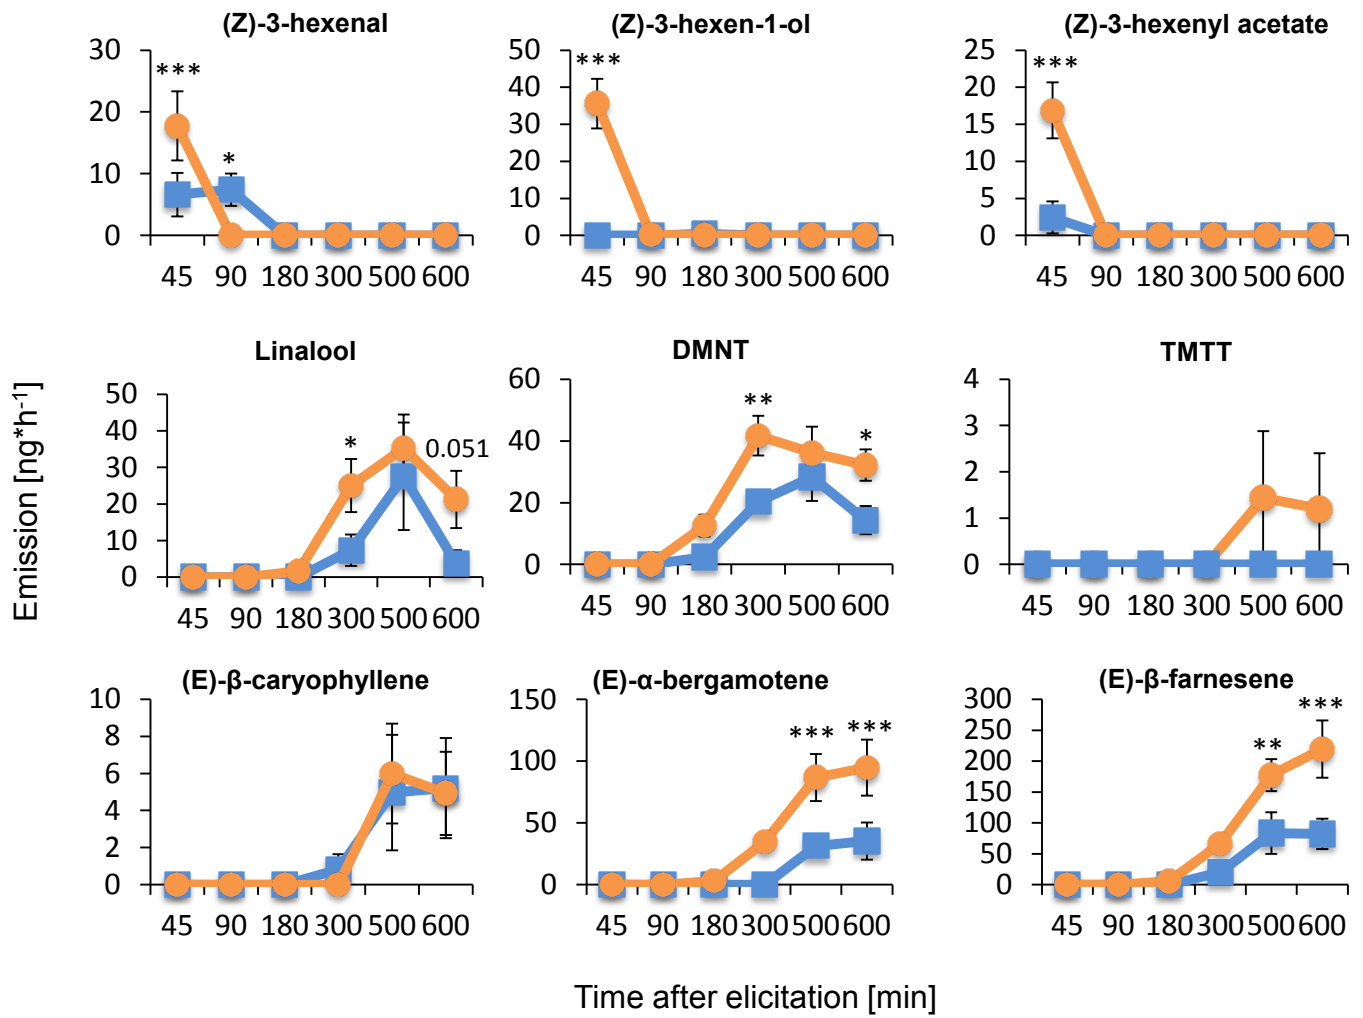 (Z)-3-hexenal
30
20
10
0
***
*
45 90 180 300 500 600
(Z)-3-hexen-1-ol
50
40
30
20
10
0
***
45 90 180 300 500 600
(Z)-3-hexenyl acetate
25
20
15
10
5
0
***
45 90 180 300 500 600
Emission [ng*h-1]
Linalool
50
40
30
20
10
0
*
0.051
45 90 180 300 500 600
DMNT
60
40
20
0
**
*
45 90 180 300 500 600
TMTT
4
3
2
1
0
45 90 180 300 500 600
(E)-β-caryophyllene
10
8
6
4
2
0
45 90 180 300 500 600
(E)-α-bergamotene
150
100
50
0
*** ***
45 90 180 300 500 600
(E)-β-farnesene
300
250
200
150
100
50
0
**
***
45 90 180 300 500 600
Time after elicitation [min]